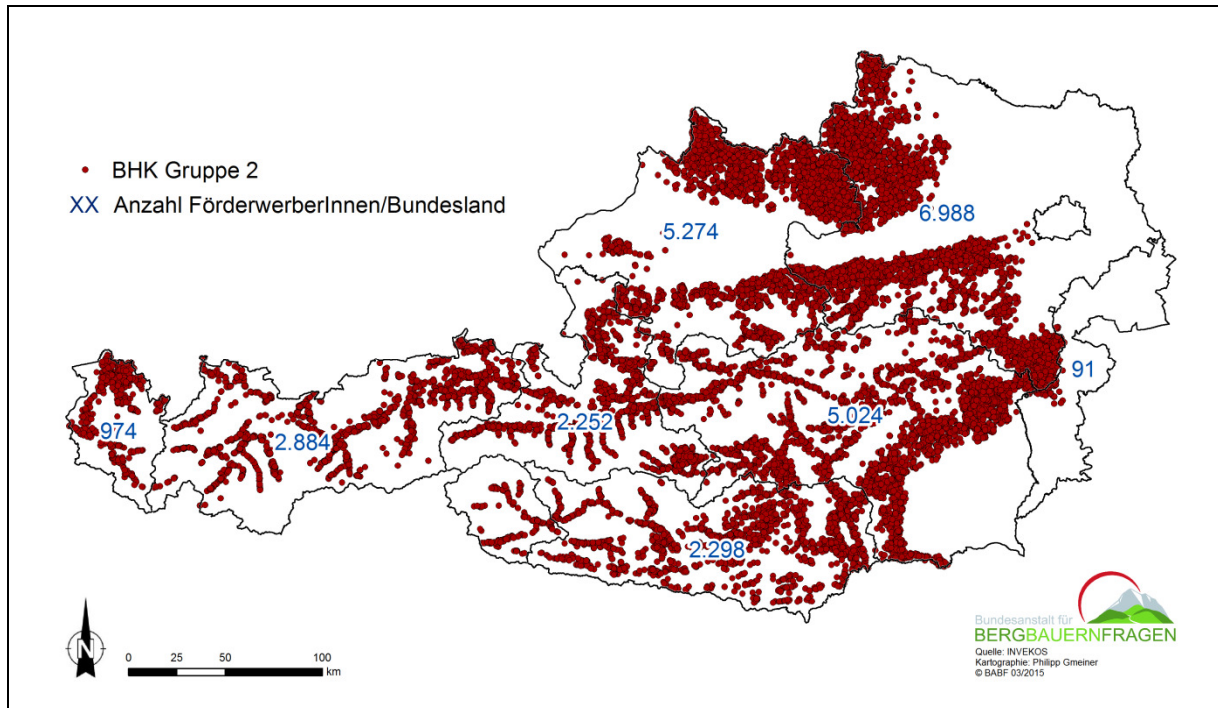 BHK Gruppe 2
XX Anzahl FörderwerberInnen/Bundesland
6.988
5.274
91
974
2.884
2.252
5.024
2.298
N
0 25 50 100
km
Bundesanstalt für
BERGBAUERNFRAGEN
Quelle: INVEKOS
Kartographie: Philipp Gmeiner
© BABF 03/2015